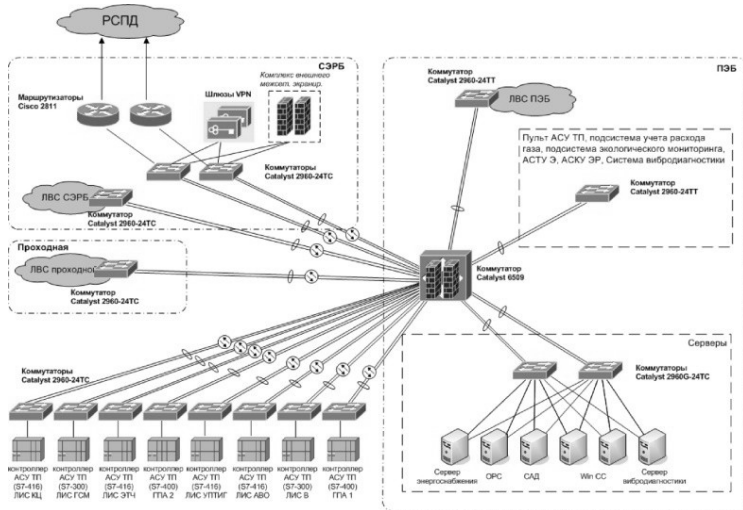 РСПД
СЭРБ
Маршрутизаторы
Cisco 2811
Шлюзы VPN
Комплекс внешнего
межсет. экранир.
Коммутаторы
Catalyst 2960-24TC
ЛВС СЭРБ
Коммутатор
Catalyst 2960-24TC
Проходная
ЛВС проходной
Коммутатор
Catalyst 2960-24TC
ПЭБ
Коммутатор
Catalyst 2960-24TT
ЛВС ПЭБ
Пульт АСУ ТП, подсистема учета расхода
газа, подсистема экологического мониторинга,
АСТУ Э, АСКУ ЭР, Система вибродиагностики
Коммутатор
Catalyst 2960-24TT
Коммутатор
Catalyst 6509
Серверы
Коммутаторы
Catalyst 2960G-24TC
Сервер
энергоснабжения
ОРС
САД
Win CC
Сервер
вибродиагностики
Коммутаторы
Catalyst 2960-24TC
контроллер
АСУ ТП
(S7-416)
ЛИС КЦ
контроллер
АСУ ТП
(S7-300)
ЛИС ГСМ
контроллер
АСУ ТП
(S7-416)
ЛИС ЭТЧ
контроллер
АСУ ТП
(S7-400)
ГПА 2
контроллер
АСУ ТП
(S7-416)
ЛИС УПТИГ
контроллер
АСУ ТП
(S7-416)
ЛИС АВО
контроллер
АСУ ТП
(S7-300)
ЛИС В
контроллер
АСУ ТП
(S7-400)
ГПА 1